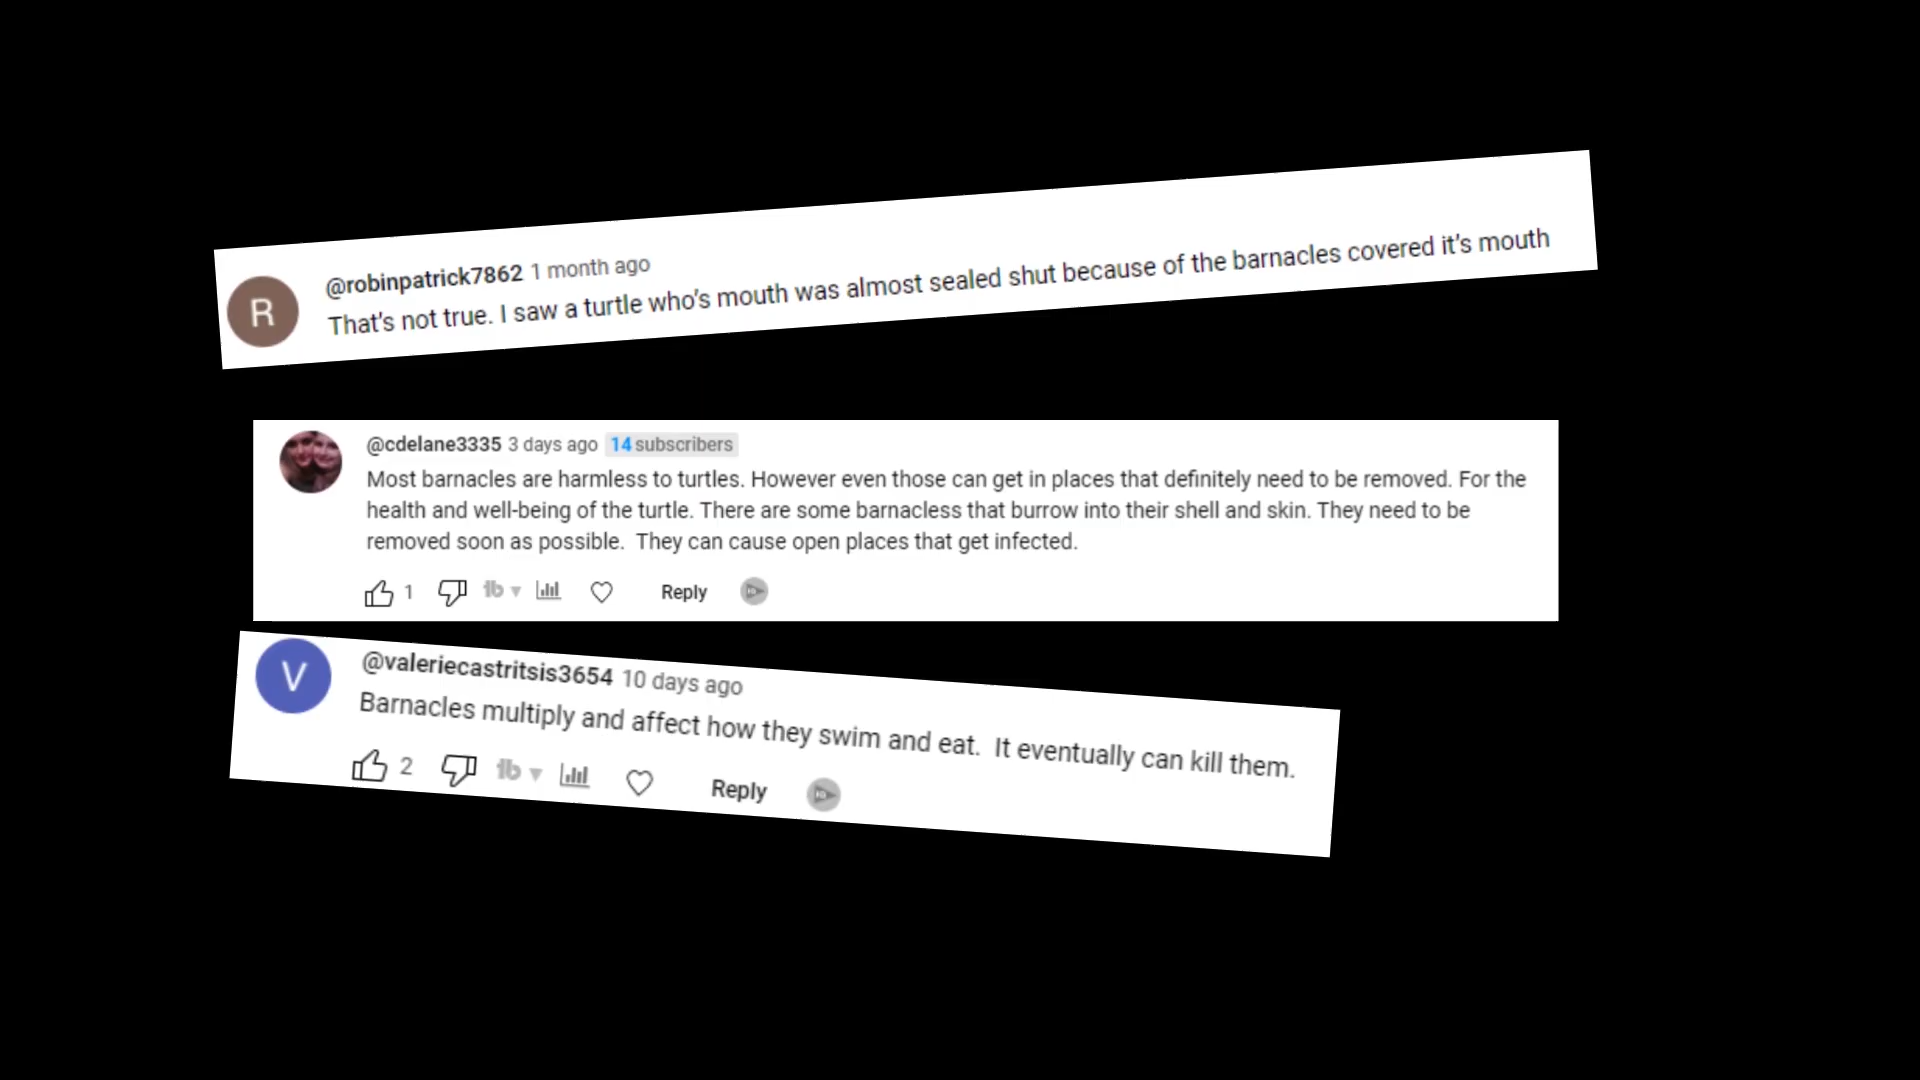 R
@robinpatrick7862 1 month ago
That's not true. I saw a turtle who's mouth was almost sealed shut because of the barnacles covered it's mouth
@cdelane3335 3 days ago 14 subscribers
Most barnacles are harmless to turtles. However even those can get in places that definitely need to be removed. For the
health and well-being of the turtle. There are some barnacless that burrow into their shell and skin. They need to be
removed soon as possible.  They can cause open places that get infected.
1 Reply
V
@valeriecastritsis3654 10 days ago
Barnacles multiply and affect how they swim and eat.  It eventually can kill them.
2 Reply